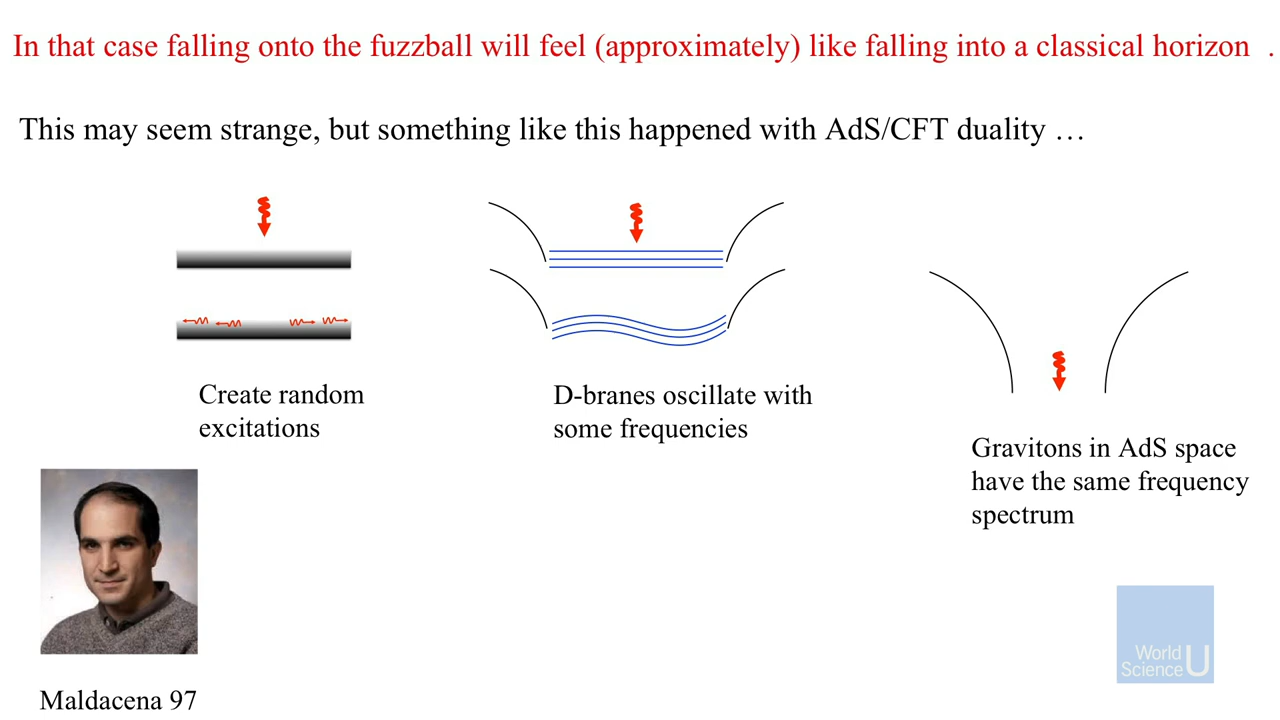 In that case falling onto the fuzzball will feel (approximately) like falling into a classical horizon .
This may seem strange, but something like this happened with AdS/CFT duality …
Create random
excitations
D-branes oscillate with
some frequencies
Gravitons in AdS space
have the same frequency
spectrum
Maldacena 97
World
Science U